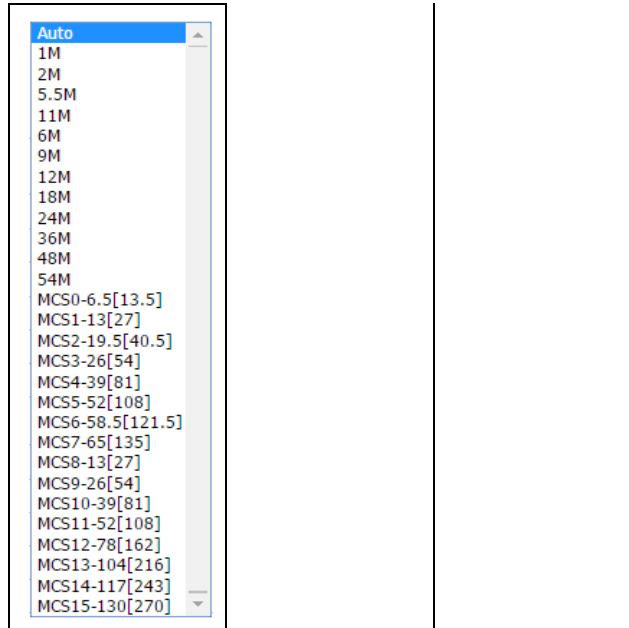 Auto
1M
2M
5.5M
11M
6M
9M
12M
18M
24M
36M
48M
54M
MCS0-6.5[13.5]
MCS1-13[27]
MCS2-19.5[40.5]
MCS3-26[54]
MCS4-39[81]
MCS5-52[108]
MCS6-58.5[121.5]
MCS7-65[135]
MCS8-13[27]
MCS9-26[54]
MCS10-39[81]
MCS11-52[108]
MCS12-78[162]
MCS13-104[216]
MCS14-117[243]
MCS15-130[270]